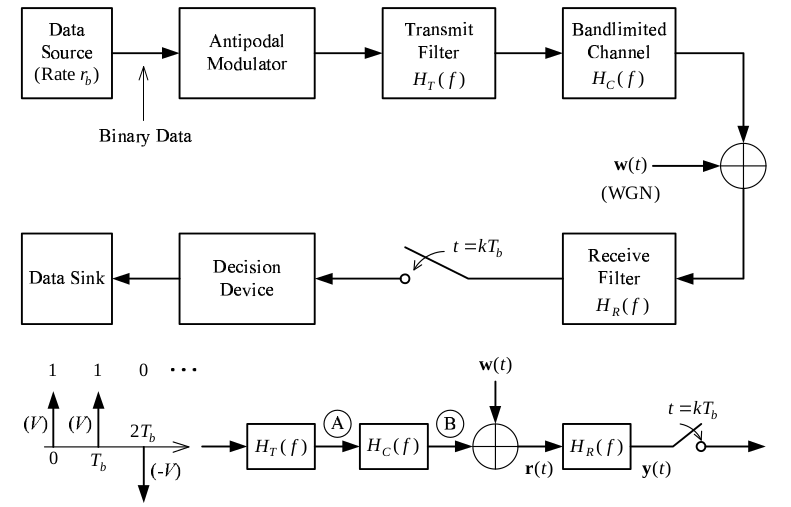 Data
Source
(Rate r_b)
Antipodal
Modulator
Transmit
Filter
H_T(f)
Bandlimited
Channel
H_C(f)
Binary Data
w(t)
(WGN)
Data Sink
Decision
Device
t = kT_b
Receive
Filter
H_R(f)
1 1 0 ...
(V) (V) 2T_b
0 T_b (-V)
H_T(f)
A
H_C(f)
B
w(t)
r(t)
H_R(f)
y(t)
t = kT_b